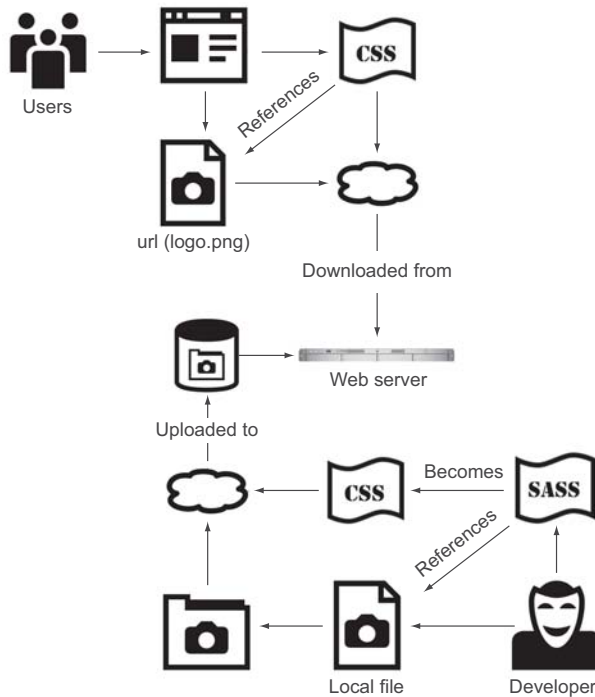 CSS
Users
References
url (logo.png)
Downloaded from
Web server
Uploaded to
Becomes
CSS
SASS
References
Local file
Developer